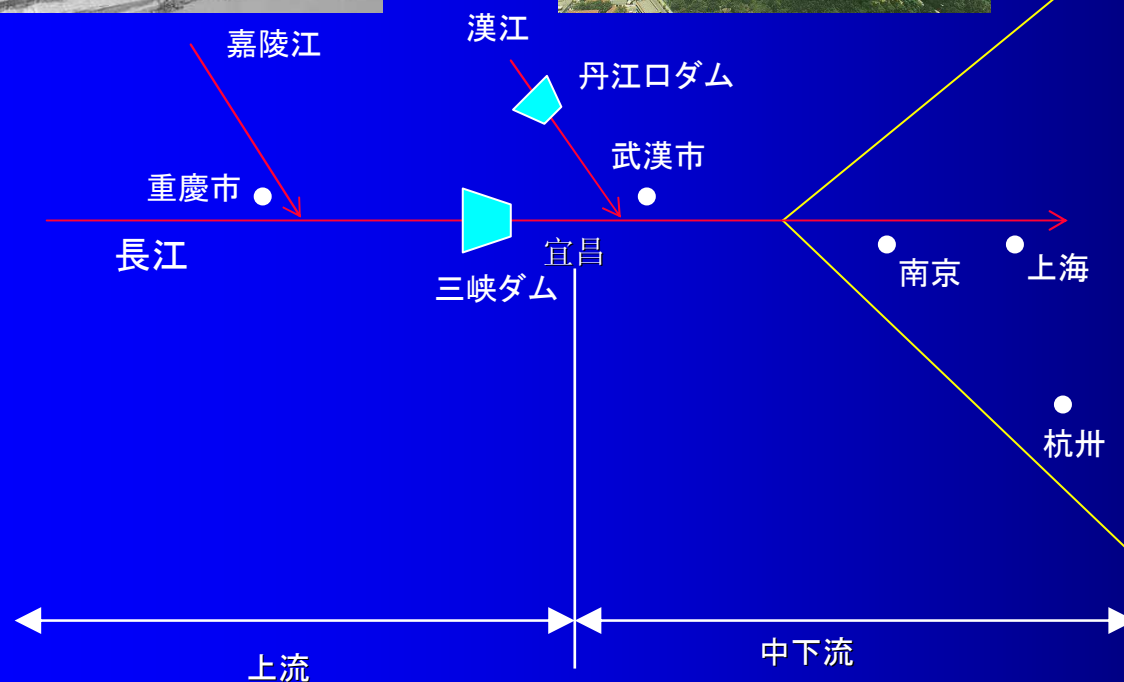 漢江
嘉陵江
丹江口ダム
武漢市
重慶市
長江
宜昌
南京
上海
三峡ダム
杭卅
中下流
上流